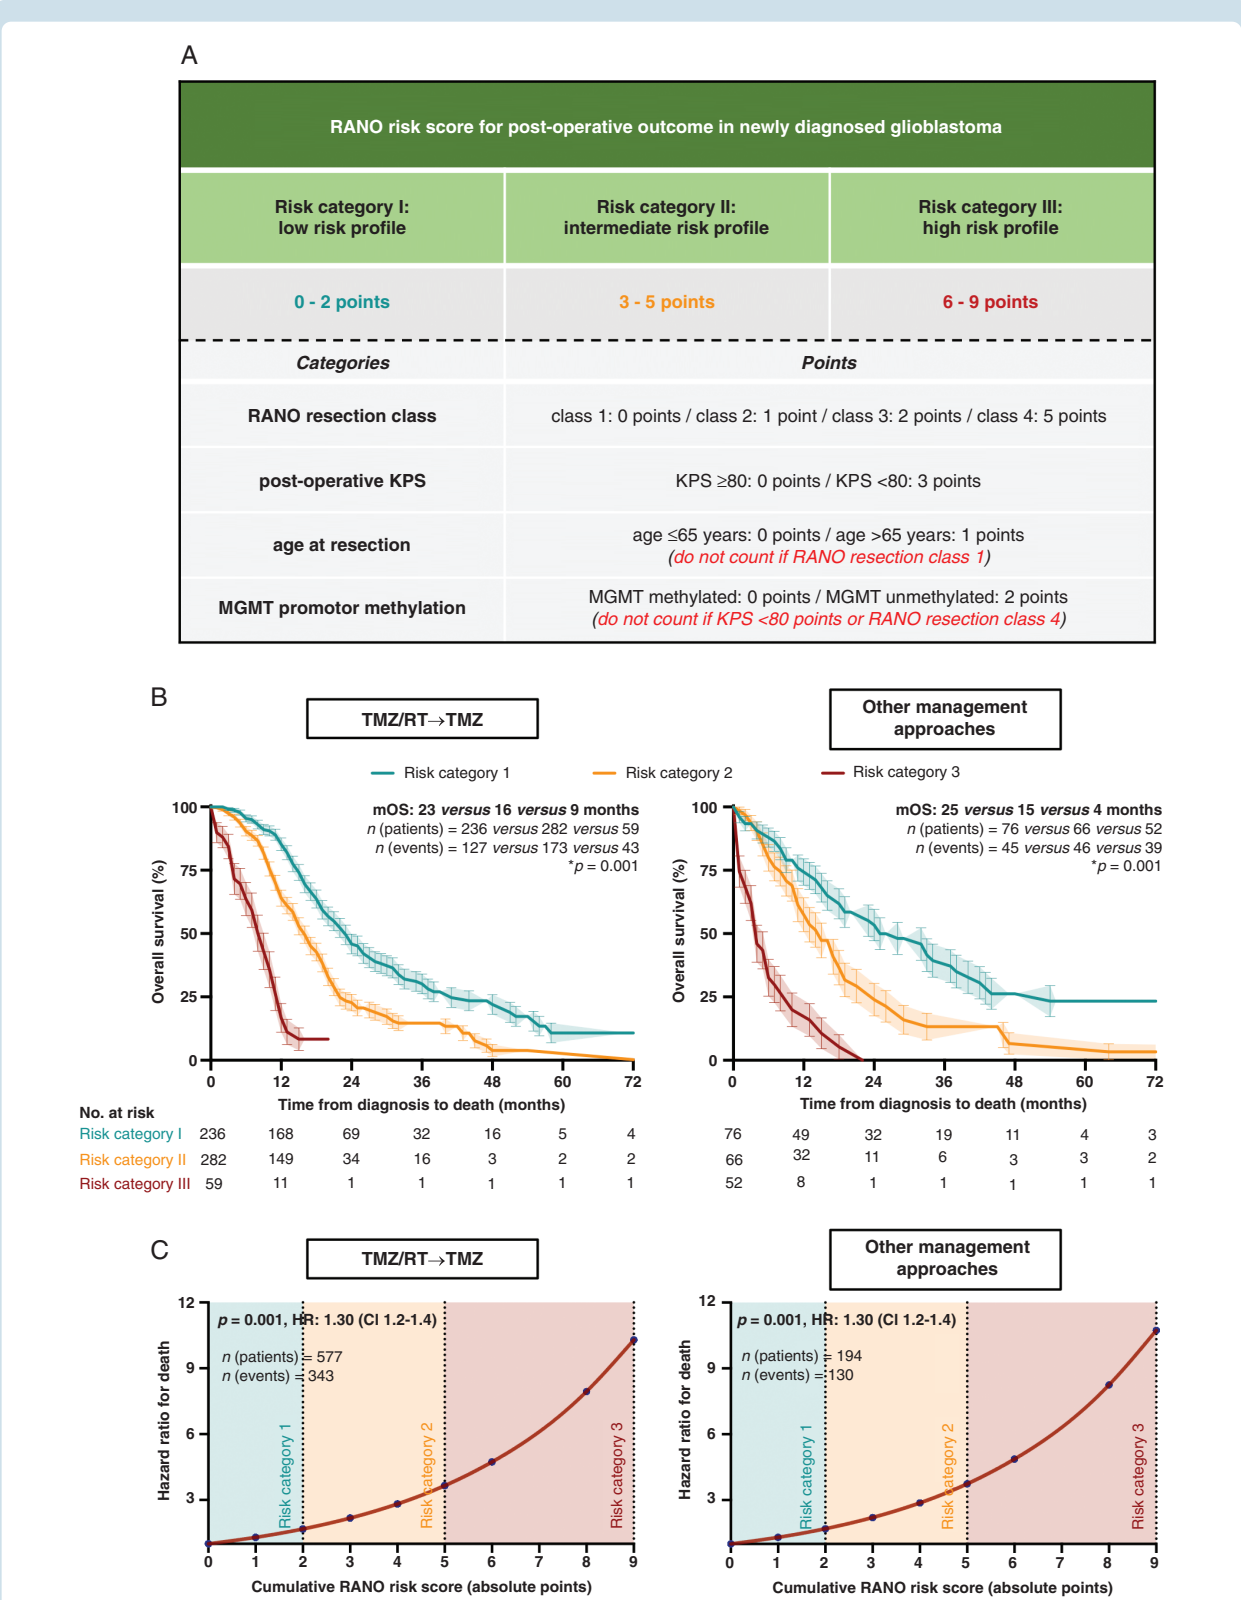 A
RANO risk score for post-operative outcome in newly diagnosed glioblastoma
Risk category I:
low risk profile
Risk category II:
intermediate risk profile
Risk category III:
high risk profile
0 - 2 points
3 - 5 points
6 - 9 points
Categories
Points
RANO resection class
class 1: 0 points / class 2: 1 point / class 3: 2 points / class 4: 5 points
post-operative KPS
KPS ≥80: 0 points / KPS <80: 3 points
age at resection
age ≤65 years: 0 points / age >65 years: 1 points
(do not count if RANO resection class 1)
MGMT promotor methylation
MGMT methylated: 0 points / MGMT unmethylated: 2 points
(do not count if KPS <80 points or RANO resection class 4)
B
TMZ/RT→TMZ
Other management
approaches
Risk category 1
Risk category 2
Risk category 3
mOS: 23 versus 16 versus 9 months
n (patients) = 236 versus 282 versus 59
n (events) = 127 versus 173 versus 43
*p = 0.001
Overall survival (%)
100
75
50
25
0
0 12 24 36 48 60 72
Time from diagnosis to death (months)
mOS: 25 versus 15 versus 4 months
n (patients) = 76 versus 66 versus 52
n (events) = 45 versus 46 versus 39
*p = 0.001
Overall survival (%)
100
75
50
25
0
0 12 24 36 48 60 72
Time from diagnosis to death (months)
No. at risk
Risk category I 236 168 69 32 16 5 4
Risk category II 282 149 34 16 3 2 2
Risk category III 59 11 1 1 1 1 1
76 49 32 19 11 4 3
66 32 11 6 3 3 2
52 8 1 1 1 1 1
C
TMZ/RT→TMZ
Other management
approaches
p = 0.001, HR: 1.30 (CI 1.2-1.4)
n (patients) = 577
n (events) = 343
Hazard ratio for death
12
9
6
3
Risk category 1
Risk category 2
Risk category 3
0 1 2 3 4 5 6 7 8 9
Cumulative RANO risk score (absolute points)
p = 0.001, HR: 1.30 (CI 1.2-1.4)
n (patients) = 194
n (events) = 130
Hazard ratio for death
12
9
6
3
Risk category 1
Risk category 2
Risk category 3
0 1 2 3 4 5 6 7 8 9
Cumulative RANO risk score (absolute points)